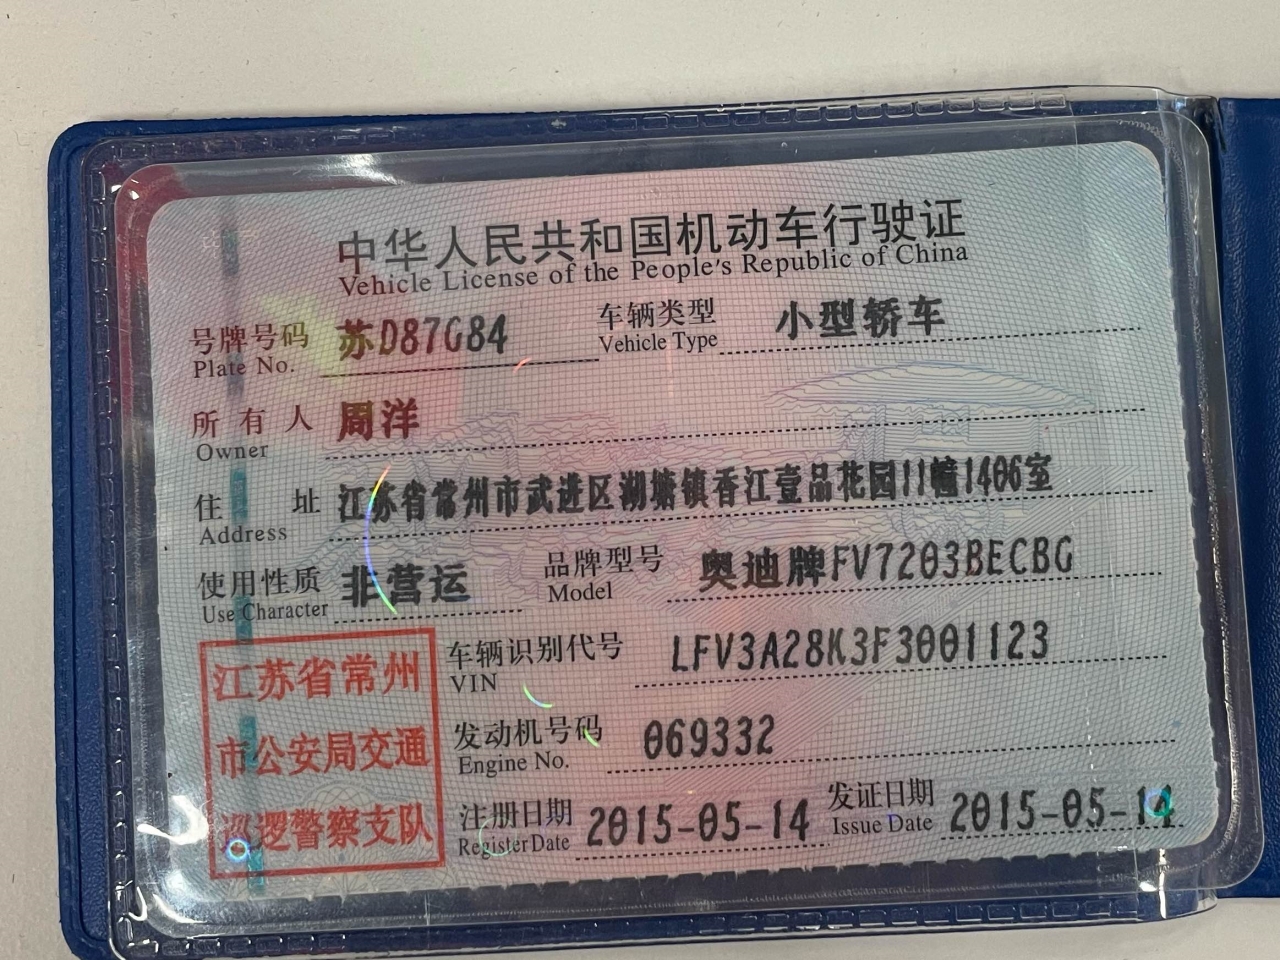 中华人民共和国机动车行驶证
Vehicle License of the People's Republic of China
号牌号码 苏D87G84 车辆类型 小型轿车
Plate No. Vehicle Type
所有人 周洋
Owner
住址 江苏省常州市武进区湖塘镇香江壹品花园11幢1406室
Address
使用性质 非营运 品牌型号 奥迪牌FV7203BECBG
Use Character Model
车辆识别代号 LFV3A28K3F3001123
VIN
发动机号码 069332
Engine No.
注册日期 2015-05-14 发证日期 2015-05-14
Register Date Issue Date
江苏省常州
市公安局交通
巡逻警察支队